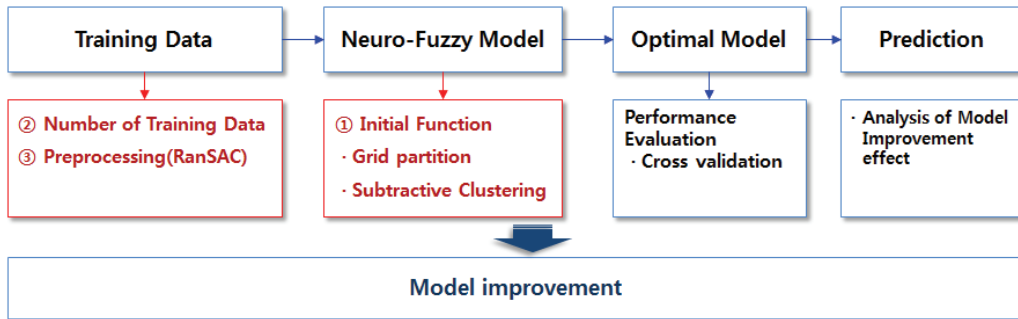 Training Data
Neuro-Fuzzy Model
Optimal Model
Prediction
② Number of Training Data
③ Preprocessing(RanSAC)
① Initial Function
· Grid partition
· Subtractive Clustering
Performance
Evaluation
· Cross validation
· Analysis of Model
Improvement
effect
Model improvement